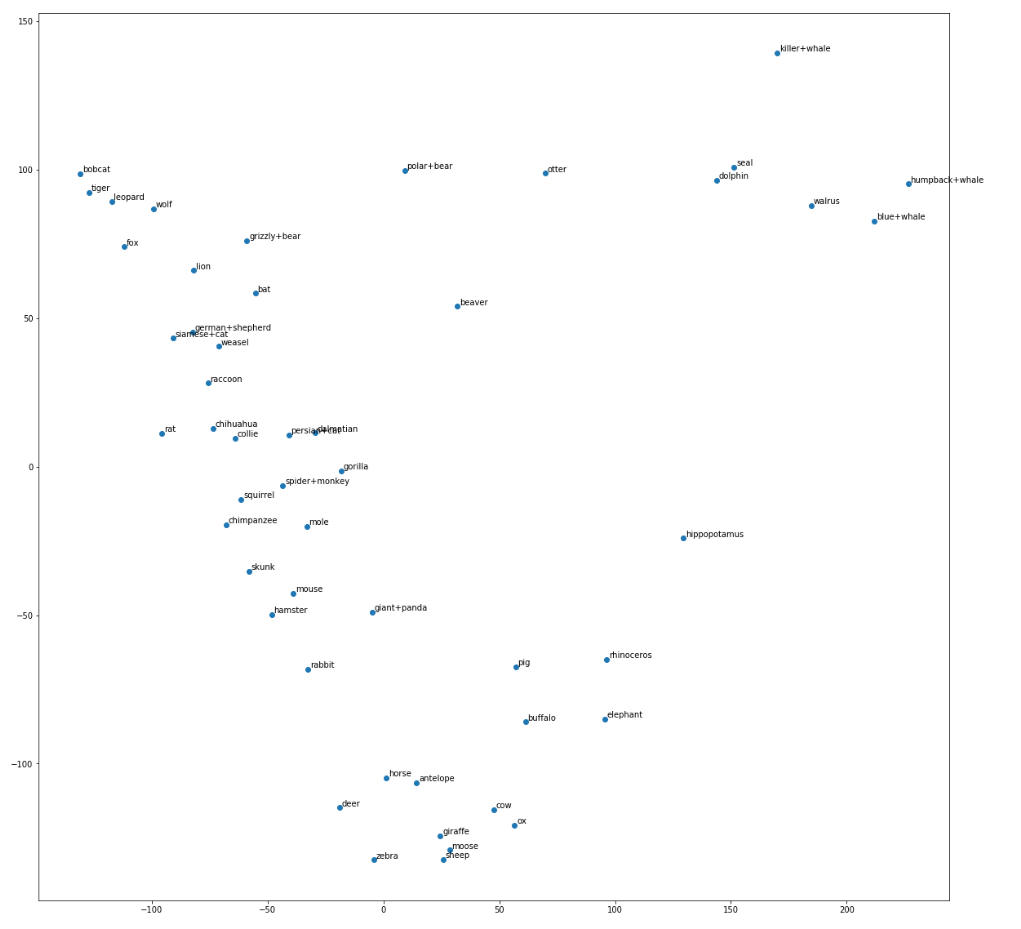 150
killer+whale
100
bobcat
polar+bear
otter
seal
dolphin
humpback+whale
tiger
leopard
wolf
walrus
blue+whale
grizzly+bear
fox
lion
bat
beaver
50
german+shepherd
siamese+cat
weasel
raccoon
rat
chihuahua
collie
persian+cat
dalmatian
0
gorilla
spider+monkey
squirrel
chimpanzee
mole
hippopotamus
skunk
mouse
−50
hamster
giant+panda
rabbit
pig
rhinoceros
buffalo
elephant
−100
horse
antelope
deer
cow
ox
giraffe
moose
sheep
zebra
−100
−50
0
50
100
150
200